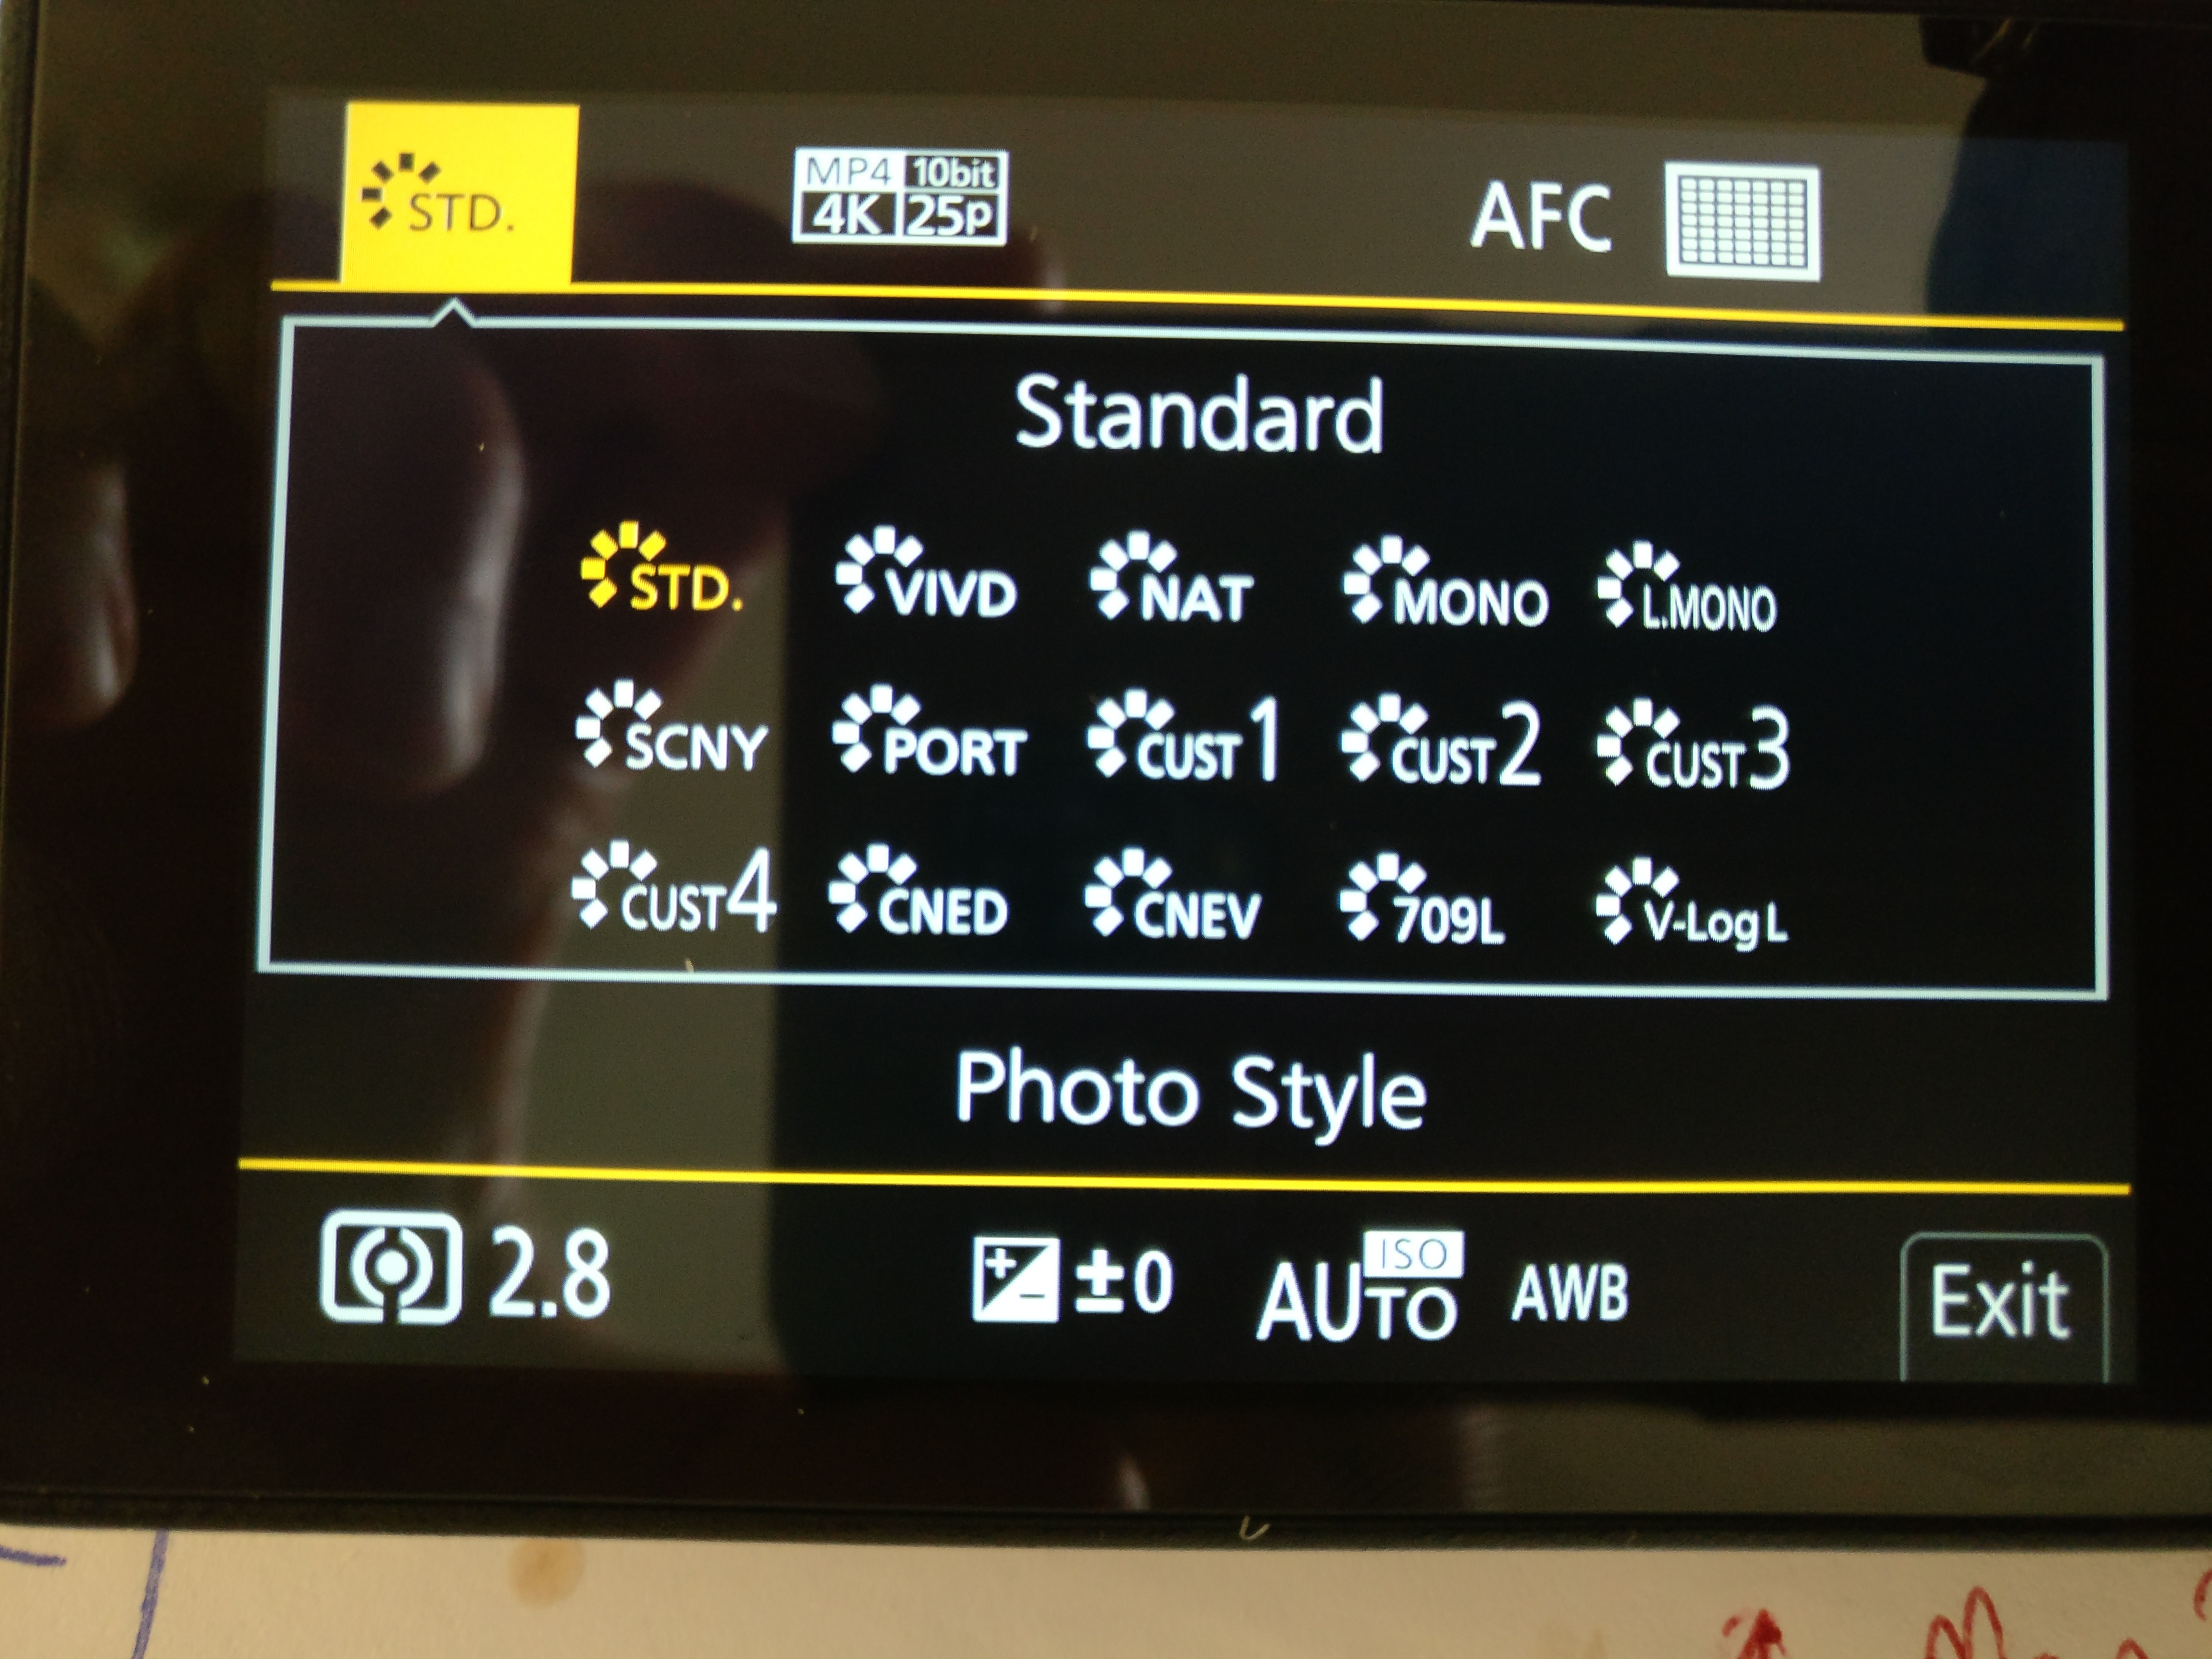 STD. MP4 10bit AFC
4K 25p
Standard
STD. VIVD NAT MONO L.MONO
SCNY PORT CUST1 CUST2 CUST3
CUST4 CNED CNEV 709L V-Log L
Photo Style
2.8 ±0 AUTO ISO AWB Exit